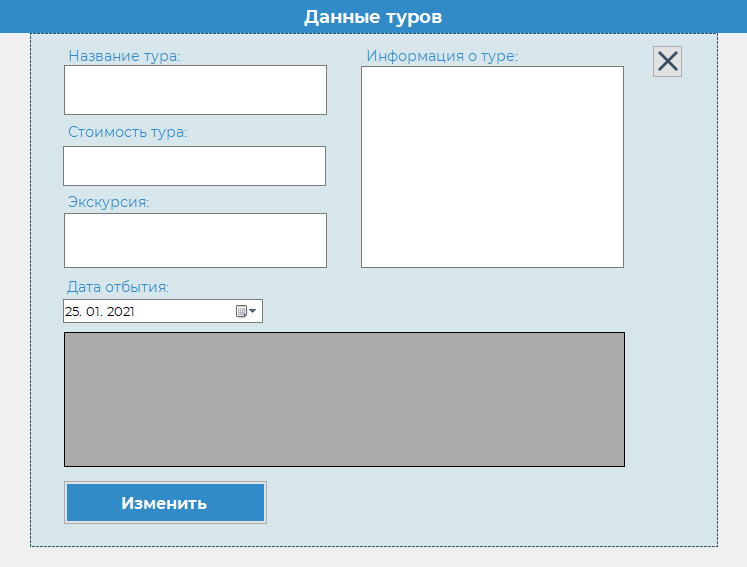 Данные туров
Название тура:
Информация о туре:
Стоимость тура:
Экскурсия:
Дата отбытия:
25. 01. 2021
Изменить